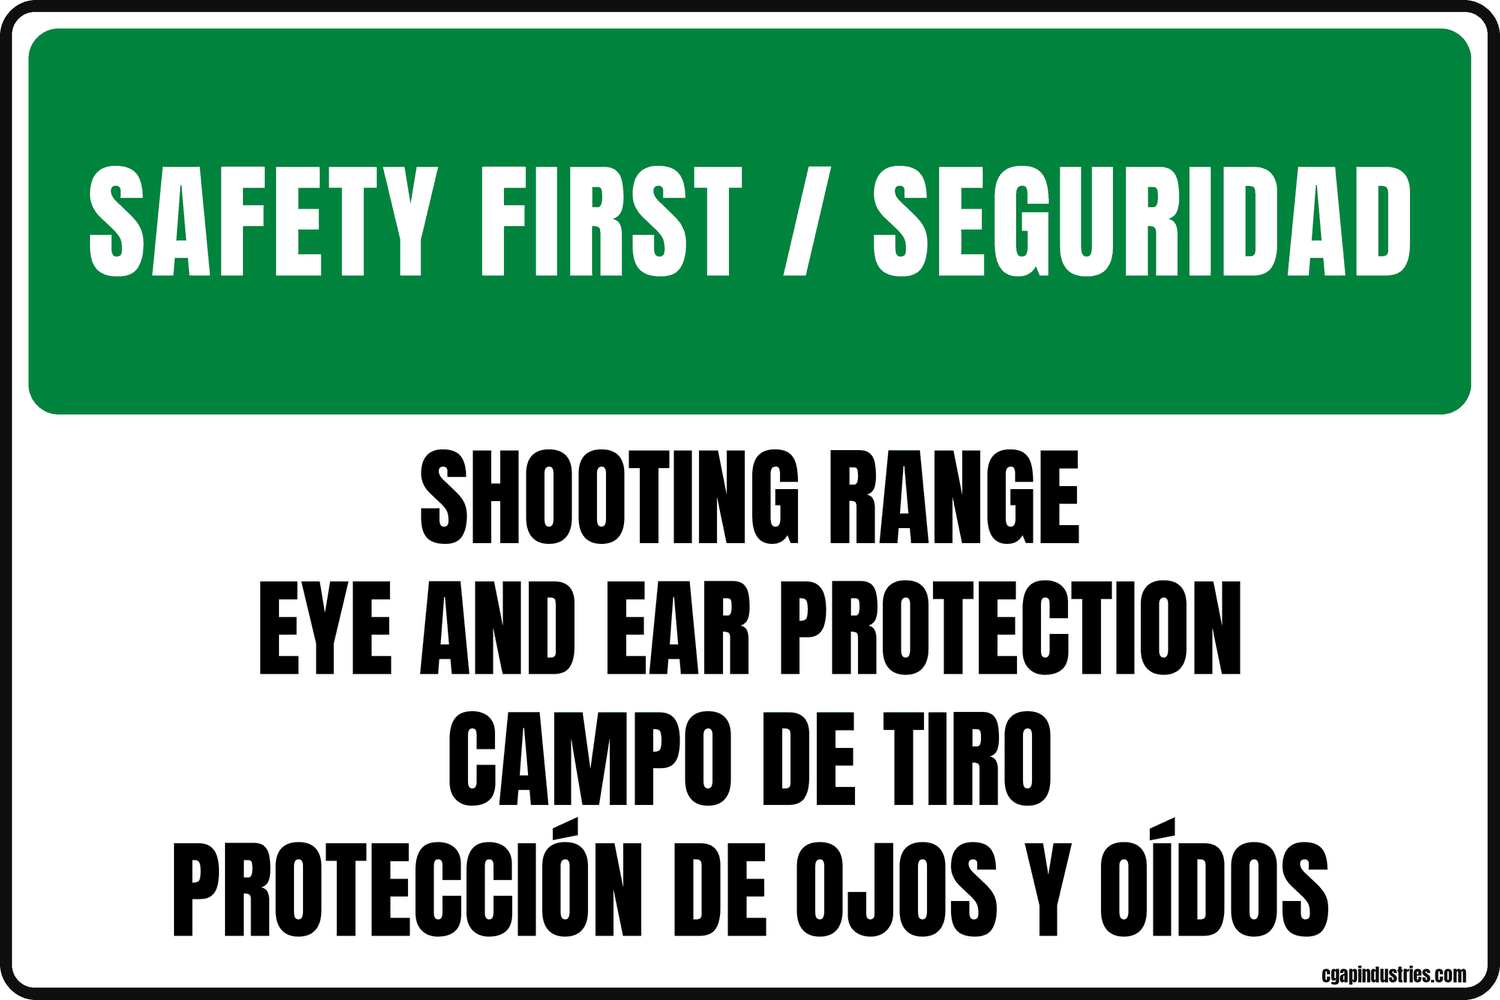 SAFETY FIRST / SEGURIDAD
SHOOTING RANGE
EYE AND EAR PROTECTION
CAMPO DE TIRO
PROTECCIÓN DE OJOS Y OÍDOS
cgapindustries.com